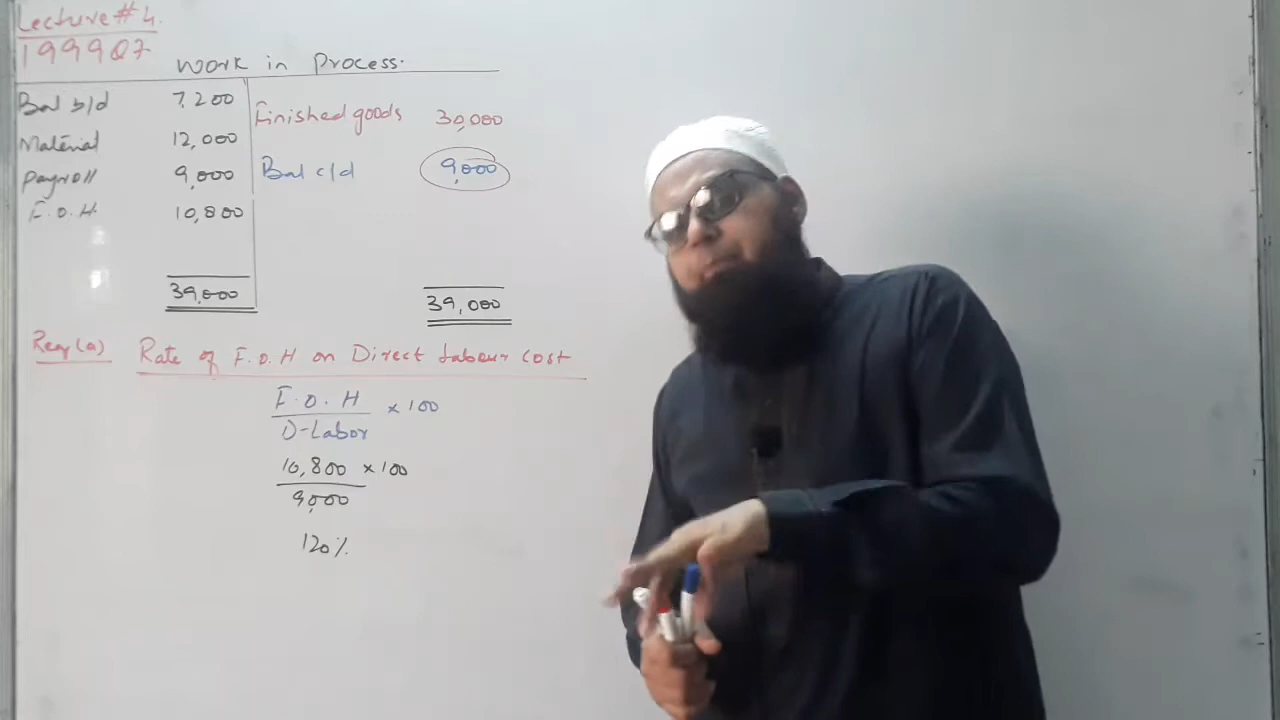 Lecture # 4.
199907
Work in Process.
Bal b/d 7,200 Finished goods 30,000
Material 12,000 Bal c/d 9,000
Payroll 9,000
F.O.H. 10,800
39,000 39,000
Req (a) Rate of F.O.H on Direct Labour cost
F.O.H × 100
D-Labor
10,800 × 100
9,000
120%